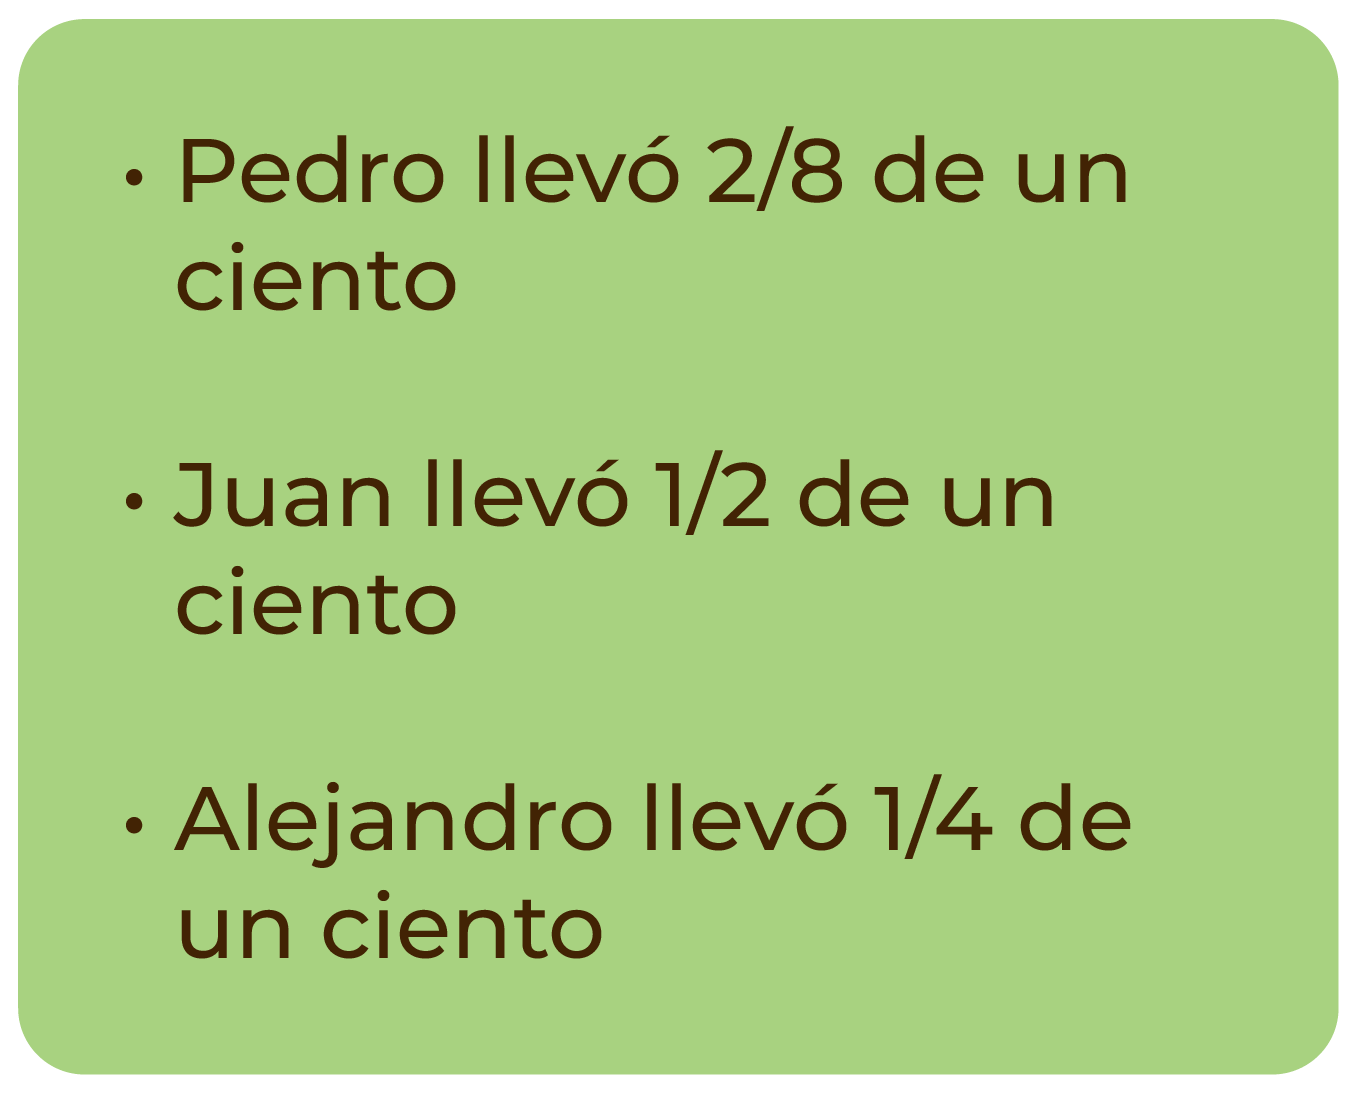 • Pedro llevó 2/8 de un
ciento
• Juan llevó 1/2 de un
ciento
• Alejandro llevó 1/4 de
un ciento